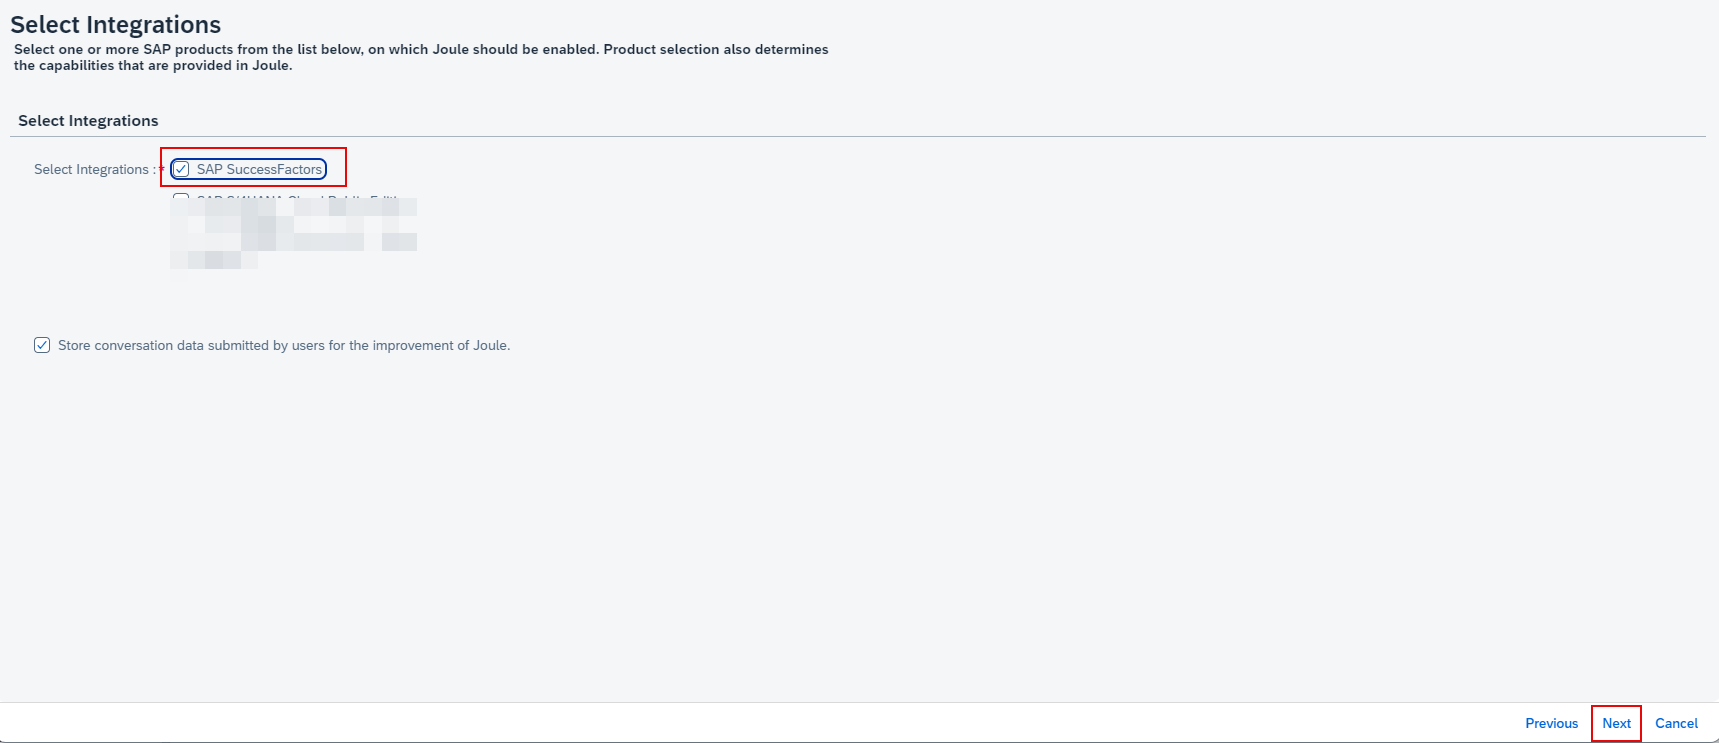 Select Integrations
Select one or more SAP products from the list below, on which Joule should be enabled. Product selection also determines
the capabilities that are provided in Joule.
Select Integrations
Select Integrations :*
SAP SuccessFactors
Store conversation data submitted by users for the improvement of Joule.
Previous Next Cancel